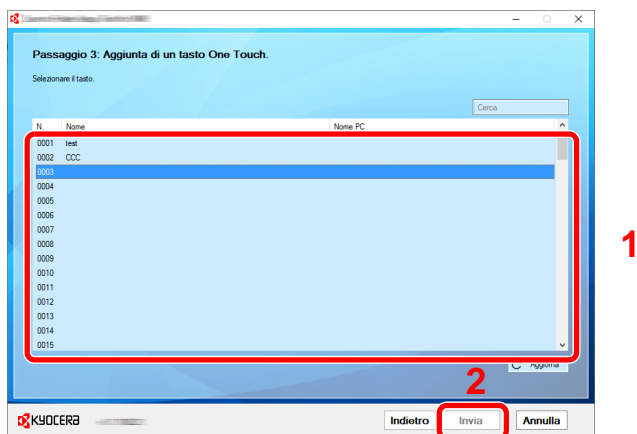 Passaggio 3: Aggiunta di un tasto One Touch.
Selezionare il tasto.
Cerca
N. Nome Nome PC
0001 test
0002 CCC
0003
0004
0005
0006
0007
0008
0009
0010
0011
0012
0013
0014
0015
1
Aggiorna
2
KYOCERA
Indietro Invia Annulla